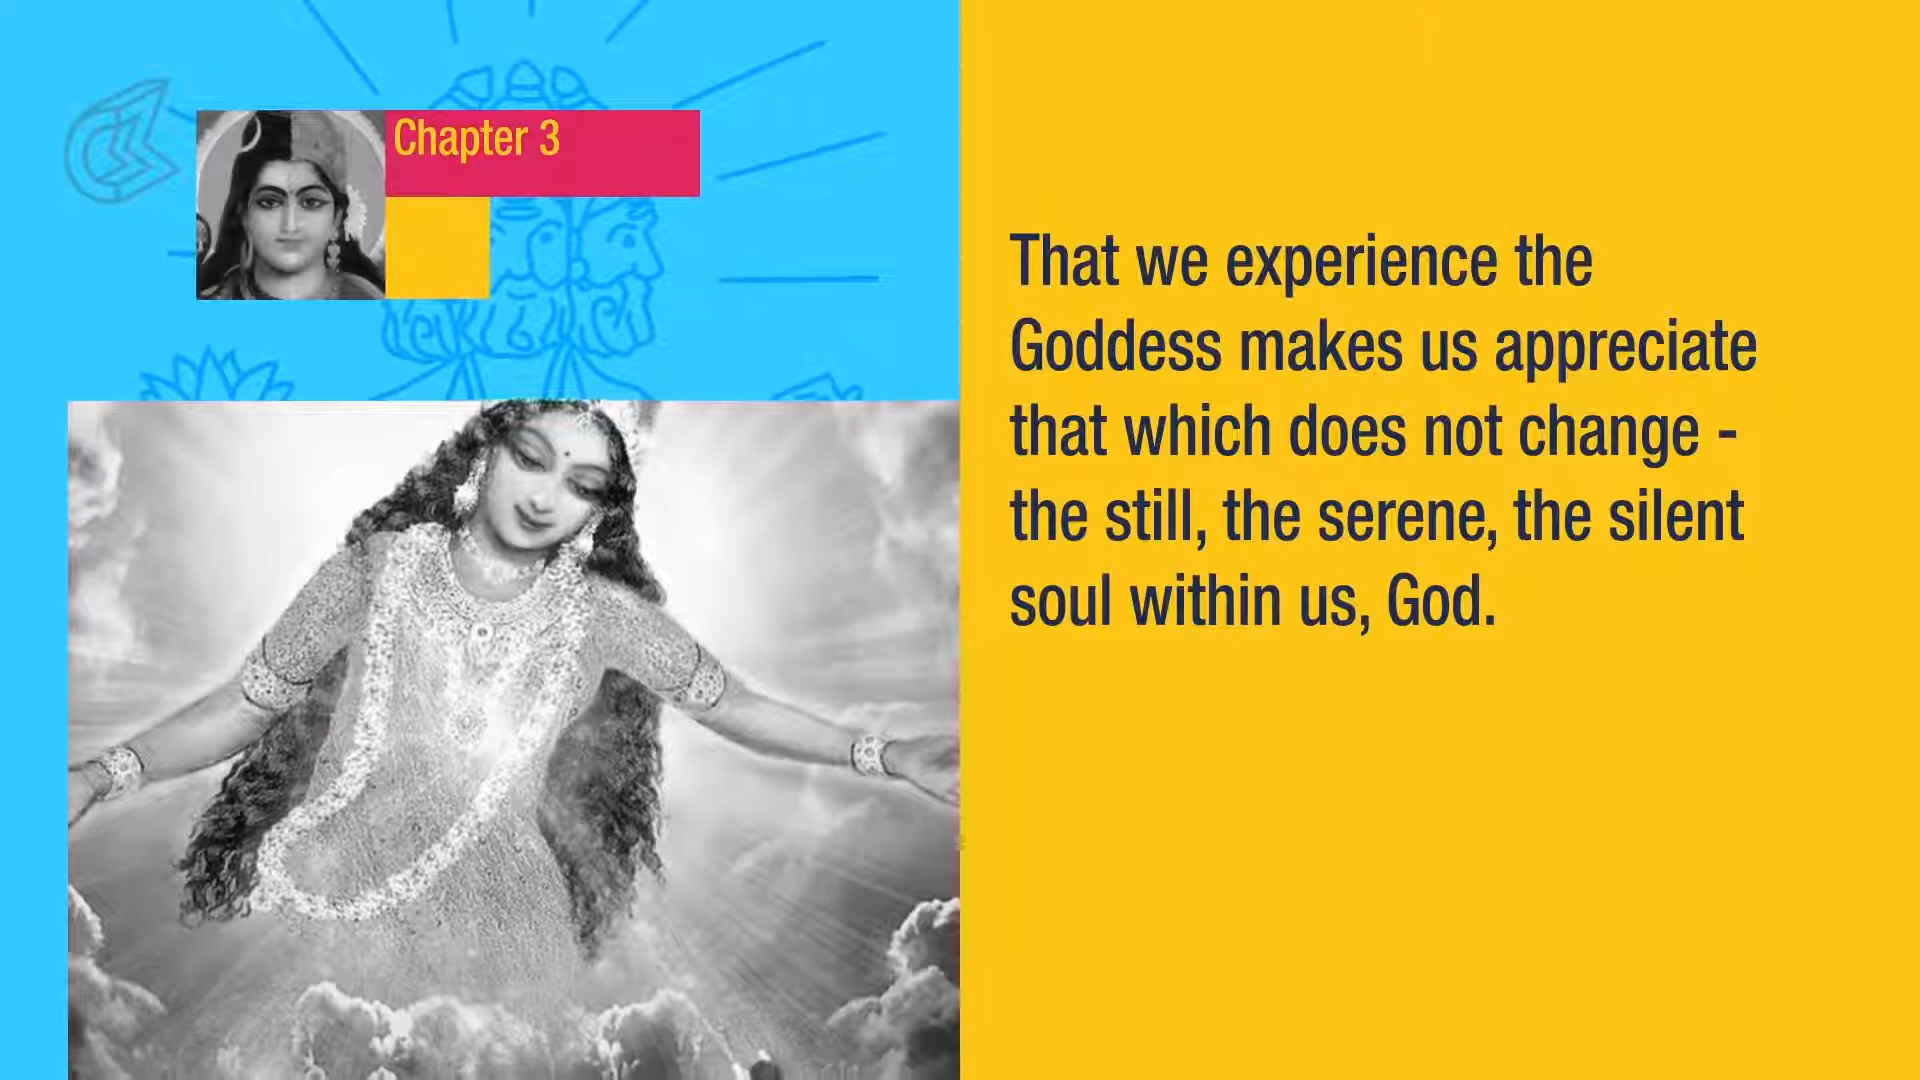 Chapter 3
That we experience the
Goddess makes us appreciate
that which does not change -
the still, the serene, the silent
soul within us, God.